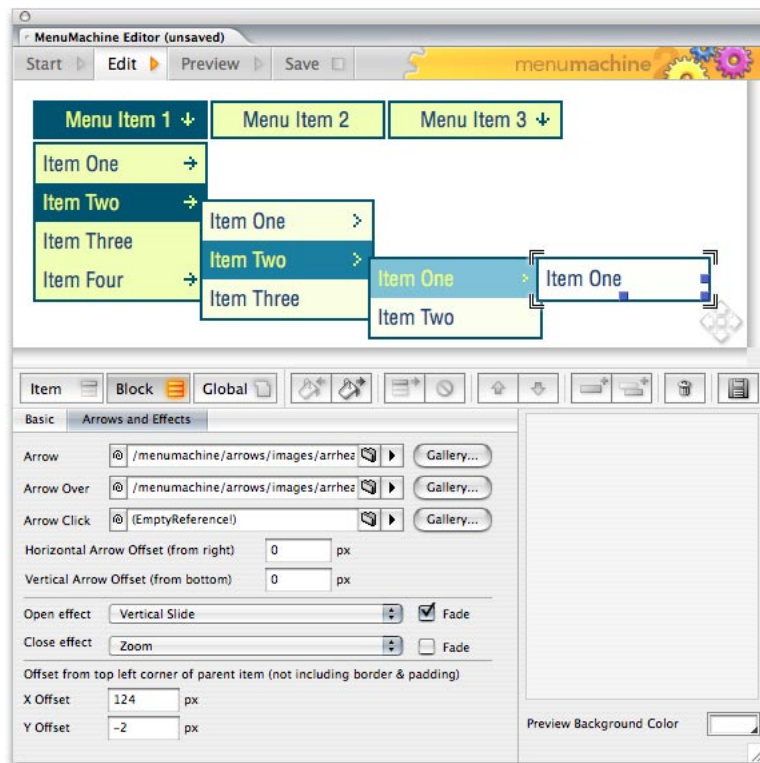 MenuMachine Editor (unsaved)
Start Edit Preview Save menumachine 2
Menu Item 1 Menu Item 2 Menu Item 3
Item One
Item Two
Item Three
Item Four
Item One
Item Two
Item Three
Item One
Item Two
Item One
Item Block Global
Basic Arrows and Effects
Arrow /menumachine/arrows/images/arrhea Gallery...
Arrow Over /menumachine/arrows/images/arrhea Gallery...
Arrow Click (EmptyReference!) Gallery...
Horizontal Arrow Offset (from right) 0 px
Vertical Arrow Offset (from bottom) 0 px
Open effect Vertical Slide Fade
Close effect Zoom Fade
Offset from top left corner of parent item (not including border & padding)
X Offset 124 px
Y Offset -2 px
Preview Background Color